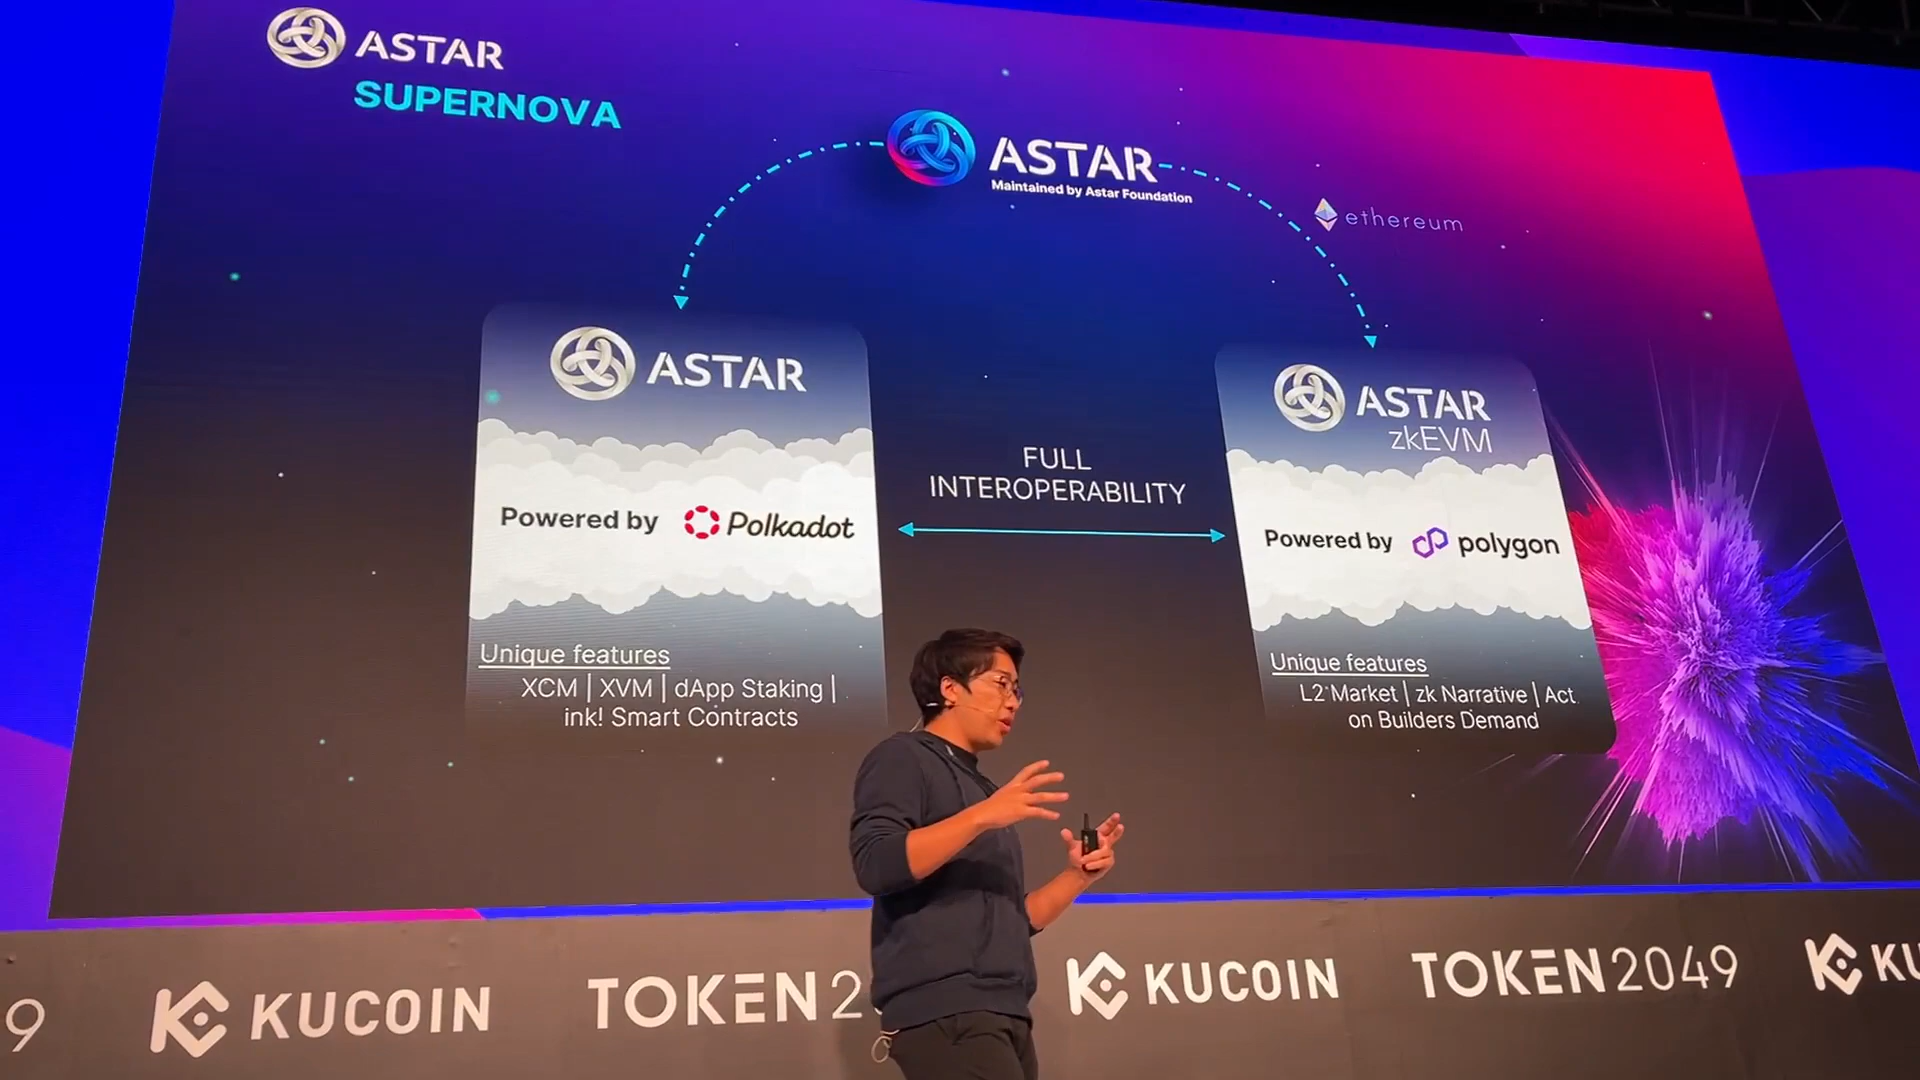 ASTAR
SUPERNOVA
ASTAR
Maintained by Astar Foundation
ethereum
ASTAR
Powered by Polkadot
Unique features
XCM | XVM | dApp Staking |
ink! Smart Contracts
FULL
INTEROPERABILITY
ASTAR
zkEVM
Powered by polygon
Unique features
L2 Market | zk Narrative | Act
on Builders Demand
9 KUCOIN TOKEN2 KUCOIN TOKEN2049 KU